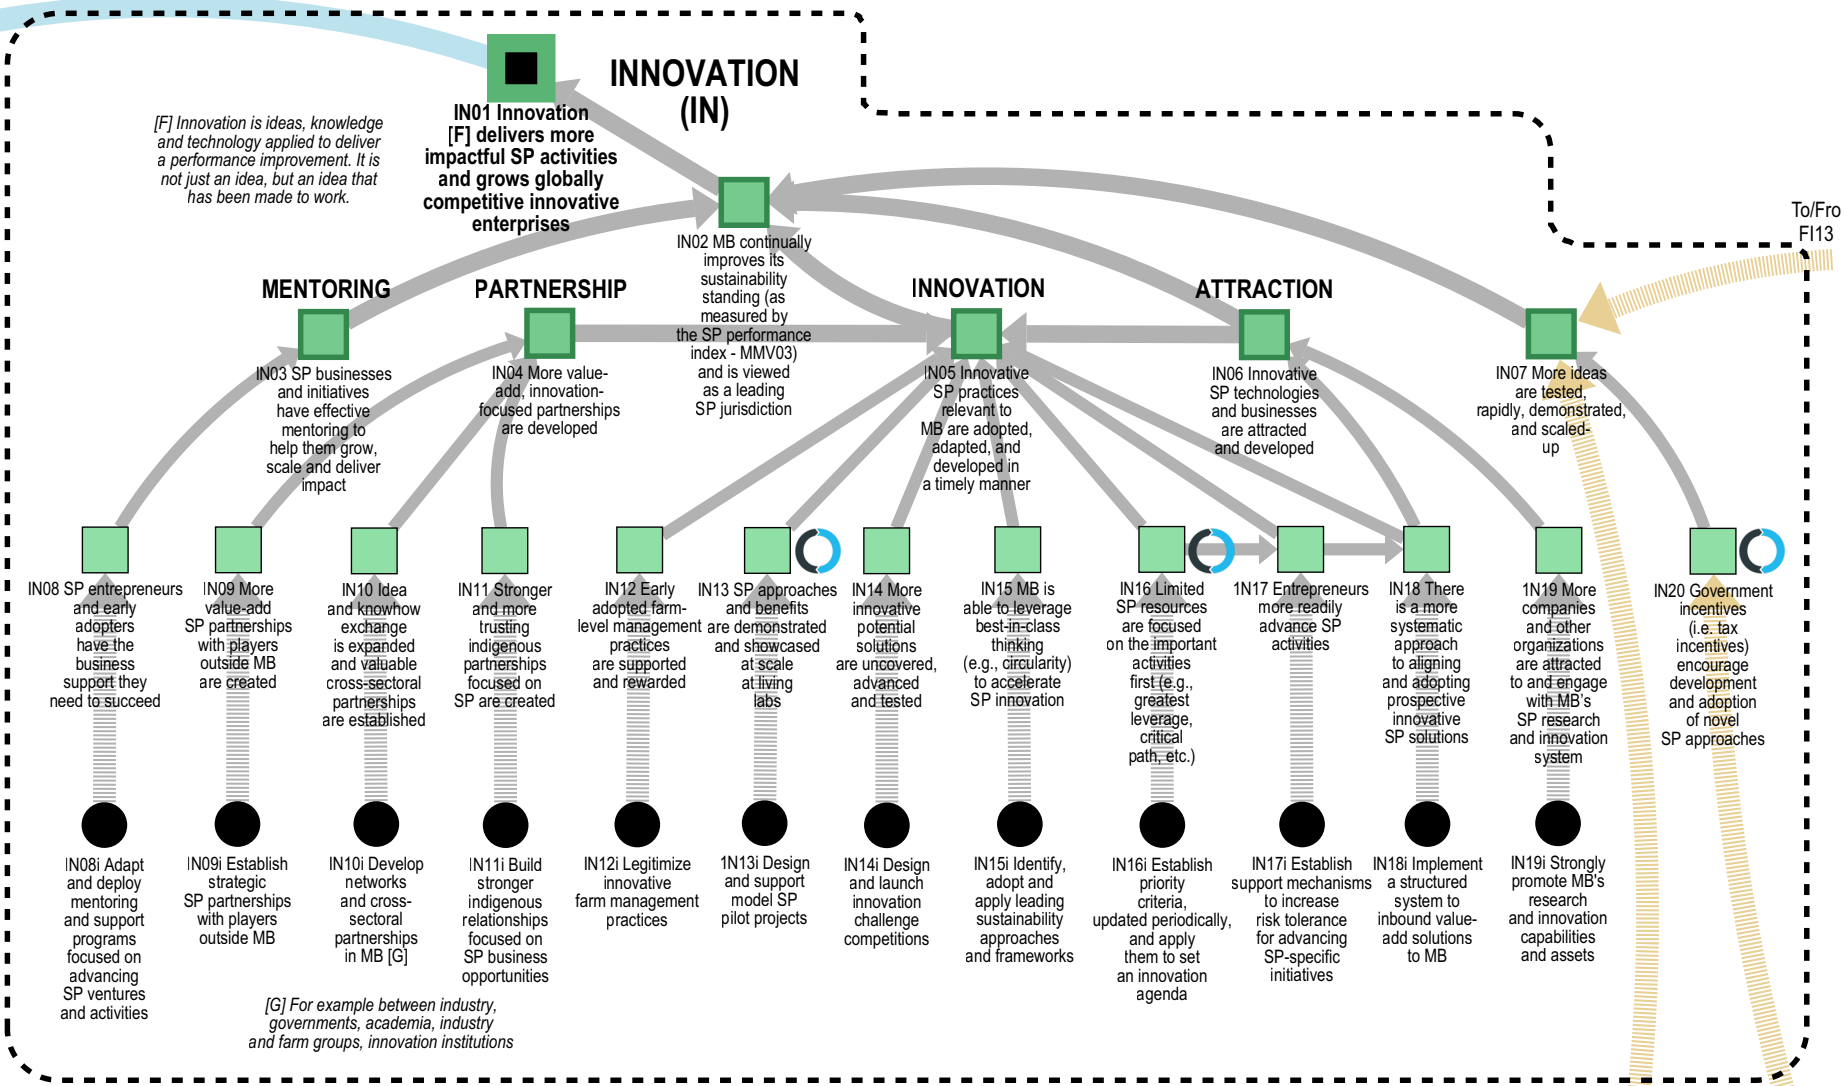 INNOVATION
(IN)
IN01 Innovation
[F] delivers more
impactful SP activities
and grows globally
competitive innovative
enterprises
[F] Innovation is ideas, knowledge
and technology applied to deliver
a performance improvement. It is
not just an idea, but an idea that
has been made to work.
To/Fro
FI13
IN02 MB continually
improves its
sustainability
standing (as
measured by
the SP performance
index - MMV03)
and is viewed
as a leading
SP jurisdiction
MENTORING
PARTNERSHIP
INNOVATION
ATTRACTION
IN03 SP businesses
and initiatives
have effective
mentoring to
help them grow,
scale and deliver
impact
IN04 More value-
add, innovation-
focused partnerships
are developed
IN05 Innovative
SP practices
relevant to
MB are adopted,
adapted, and
developed in
a timely manner
IN06 Innovative
SP technologies
and businesses
are attracted
and developed
IN07 More ideas
are tested,
rapidly, demonstrated,
and scaled-
up
IN08 SP entrepreneurs
and early
adopters
have the
business
support they
need to succeed
IN09 More
value-add
SP partnerships
with players
outside MB
are created
IN10 Idea
and knowhow
exchange
is expanded
and valuable
cross-sectoral
partnerships
are established
IN11 Stronger
and more
trusting
indigenous
partnerships
focused on
SP are created
IN12 Early
adopted farm-
level management
practices
are supported
and rewarded
IN13 SP approaches
and benefits
are demonstrated
and showcased
at scale
at living
labs
IN14 More
innovative
potential
solutions
are uncovered,
advanced
and tested
IN15 MB is
able to leverage
best-in-class
thinking
(e.g., circularity)
to accelerate
SP innovation
IN16 Limited
SP resources
are focused
on the important
activities
first (e.g.,
greatest
leverage,
critical
path, etc.)
1N17 Entrepreneurs
more readily
advance SP
activities
IN18 There
is a more
systematic
approach
to aligning
and adopting
prospective
innovative
SP solutions
1N19 More
companies
and other
organizations
are attracted
to and engage
with MB's
SP research
and innovation
system
IN20 Government
incentives
(i.e. tax
incentives)
encourage
development
and adoption
of novel
SP approaches
IN08i Adapt
and deploy
mentoring
and support
programs
focused on
advancing
SP ventures
and activities
IN09i Establish
strategic
SP partnerships
with players
outside MB
IN10i Develop
networks
and cross-
sectoral
partnerships
in MB [G]
IN11i Build
stronger
indigenous
relationships
focused on
SP business
opportunities
IN12i Legitimize
innovative
farm management
practices
1N13i Design
and support
model SP
pilot projects
IN14i Design
and launch
innovation
challenge
competitions
IN15i Identify,
adopt and
apply leading
sustainability
approaches
and frameworks
IN16i Establish
priority
criteria,
updated periodically,
and apply
them to set
an innovation
agenda
IN17i Establish
support mechanisms
to increase
risk tolerance
for advancing
SP-specific
initiatives
IN18i Implement
a structured
system to
inbound value-
add solutions
to MB
IN19i Strongly
promote MB's
research
and innovation
capabilities
and assets
[G] For example between industry,
governments, academia, industry
and farm groups, innovation institutions